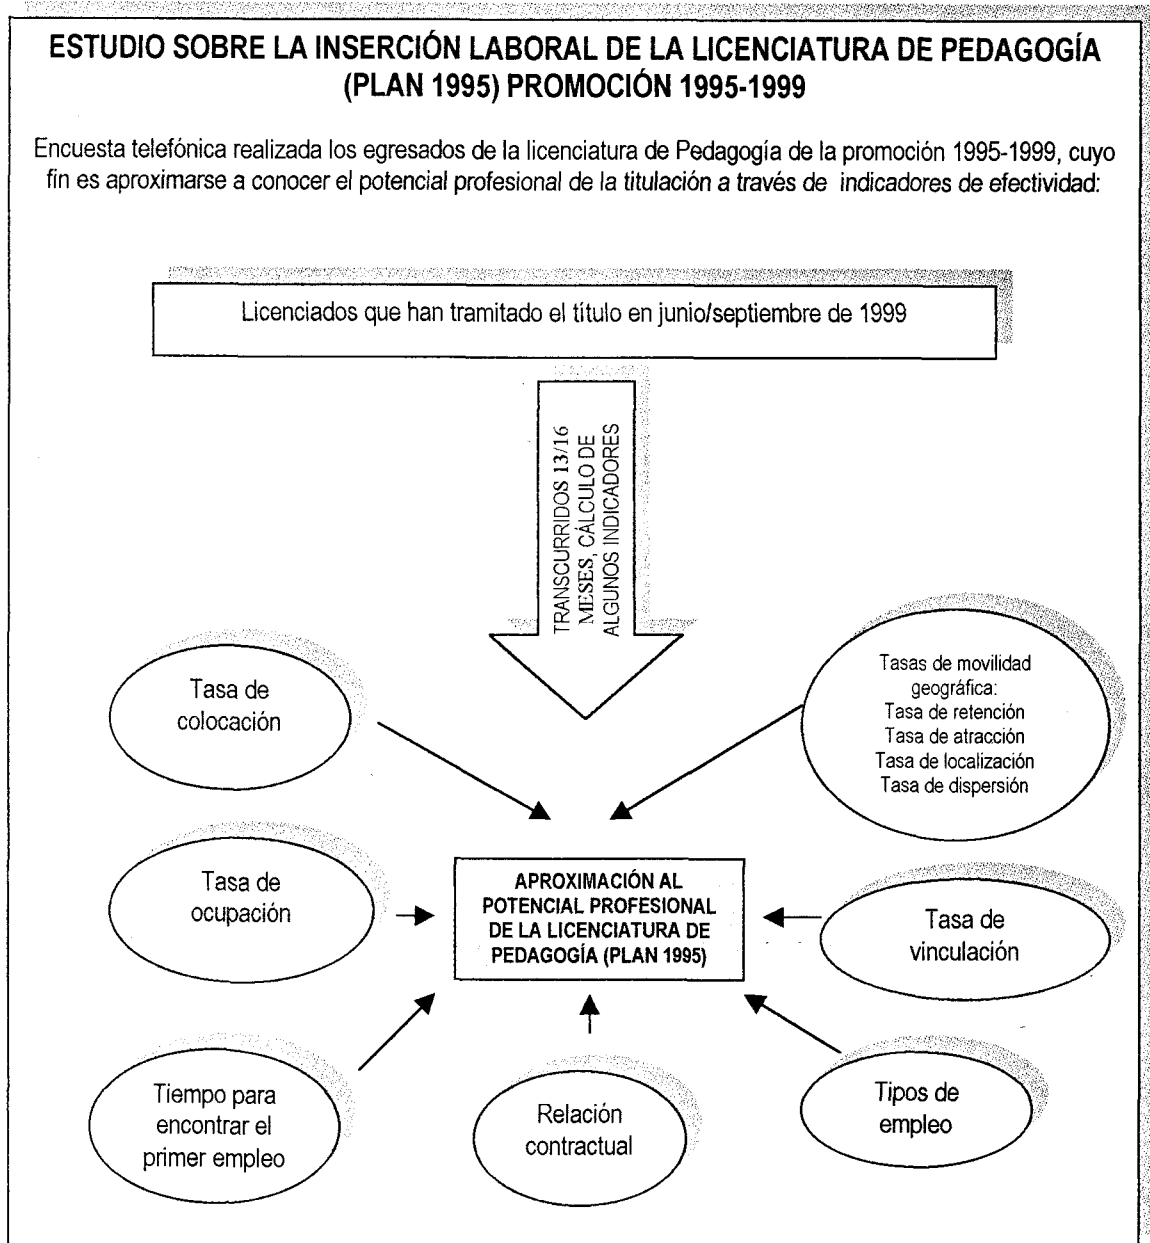 ESTUDIO SOBRE LA INSERCIÓN LABORAL DE LA LICENCIATURA DE PEDAGOGÍA
(PLAN 1995) PROMOCIÓN 1995-1999
Encuesta telefónica realizada los egresados de la licenciatura de Pedagogía de la promoción 1995-1999, cuyo
fin es aproximarse a conocer el potencial profesional de la titulación a través de indicadores de efectividad:
Licenciados que han tramitado el título en junio/septiembre de 1999
TRANSCURRIDOS 13/16
MESES, CÁLCULO DE
ALGUNOS INDICADORES
Tasa de
colocación
Tasas de movilidad
geográfica:
Tasa de retención
Tasa de atracción
Tasa de localización
Tasa de dispersión
Tasa de
ocupación
APROXIMACIÓN AL
POTENCIAL PROFESIONAL
DE LA LICENCIATURA DE
PEDAGOGÍA (PLAN 1995)
Tasa de
vinculación
Tiempo para
encontrar el
primer empleo
Relación
contractual
Tipos de
empleo